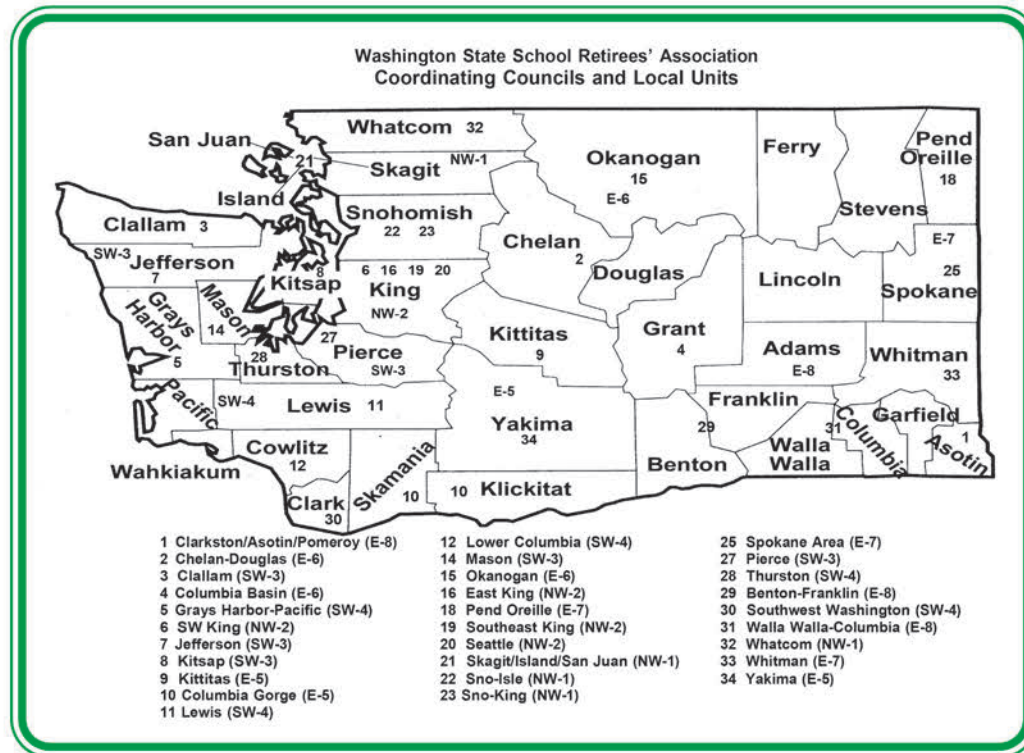 Washington State School Retirees' Association
Coordinating Councils and Local Units
Whatcom 32
San Juan
21
Skagit
NW-1
Island
Okanogan
15
E-6
Ferry
Pend
Oreille
18
Stevens
Clallam 3
Snohomish
22 23
Chelan
2
E-7
25
Spokane
SW-3
Jefferson
7
8
Kitsap
6 16 19 20
King
NW-2
Douglas
Lincoln
Grays
Harbor
5
Mason
14
27
Pierce
SW-3
Kittitas
9
Grant
4
Adams
E-8
Whitman
33
28
Thurston
Pacific
SW-4
Lewis 11
E-5
Yakima
34
Franklin
29
Benton
31
Walla
Walla
Columbia
Garfield
1
Asotin
Wahkiakum
Cowlitz
12
Skamania
10
10 Klickitat
Clark
30
1 Clarkston/Asotin/Pomeroy (E-8)
2 Chelan-Douglas (E-6)
3 Clallam (SW-3)
4 Columbia Basin (E-6)
5 Grays Harbor-Pacific (SW-4)
6 SW King (NW-2)
7 Jefferson (SW-3)
8 Kitsap (SW-3)
9 Kittitas (E-5)
10 Columbia Gorge (E-5)
11 Lewis (SW-4)
12 Lower Columbia (SW-4)
14 Mason (SW-3)
15 Okanogan (E-6)
16 East King (NW-2)
18 Pend Oreille (E-7)
19 Southeast King (NW-2)
20 Seattle (NW-2)
21 Skagit/Island/San Juan (NW-1)
22 Sno-Isle (NW-1)
23 Sno-King (NW-1)
25 Spokane Area (E-7)
27 Pierce (SW-3)
28 Thurston (SW-4)
29 Benton-Franklin (E-8)
30 Southwest Washington (SW-4)
31 Walla Walla-Columbia (E-8)
32 Whatcom (NW-1)
33 Whitman (E-7)
34 Yakima (E-5)